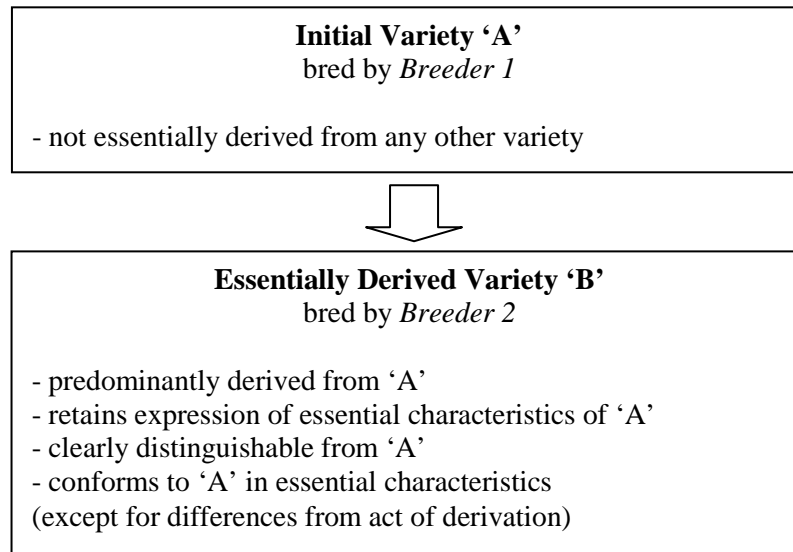 Initial Variety ‘A’
bred by Breeder 1
- not essentially derived from any other variety
Essentially Derived Variety ‘B’
bred by Breeder 2
- predominantly derived from ‘A’
- retains expression of essential characteristics of ‘A’
- clearly distinguishable from ‘A’
- conforms to ‘A’ in essential characteristics
(except for differences from act of derivation)